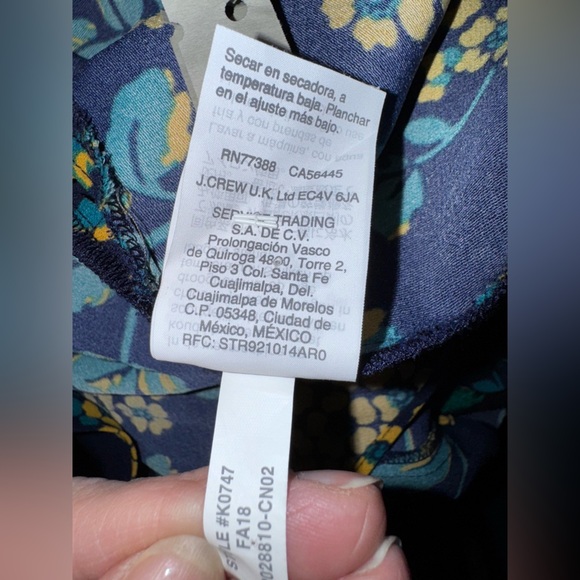 Secar en secadora, a
temperatura baja. Planchar
en el ajuste más bajo.
RN77388 CA56445
J.CREW U.K. Ltd EC4V 6JA
TRADING
S.A. DE C.V.
Prolongación Vasco
de Quiroga 4800, Torre 2,
Piso 3 Col. Santa Fe
Cuajimalpa, Del.
Cuajimalpa de Morelos
C.P. 05348, Ciudad de
México, MÉXICO
RFC: STR921014AR0
STYLE #K0747
FA18
028810-CN02